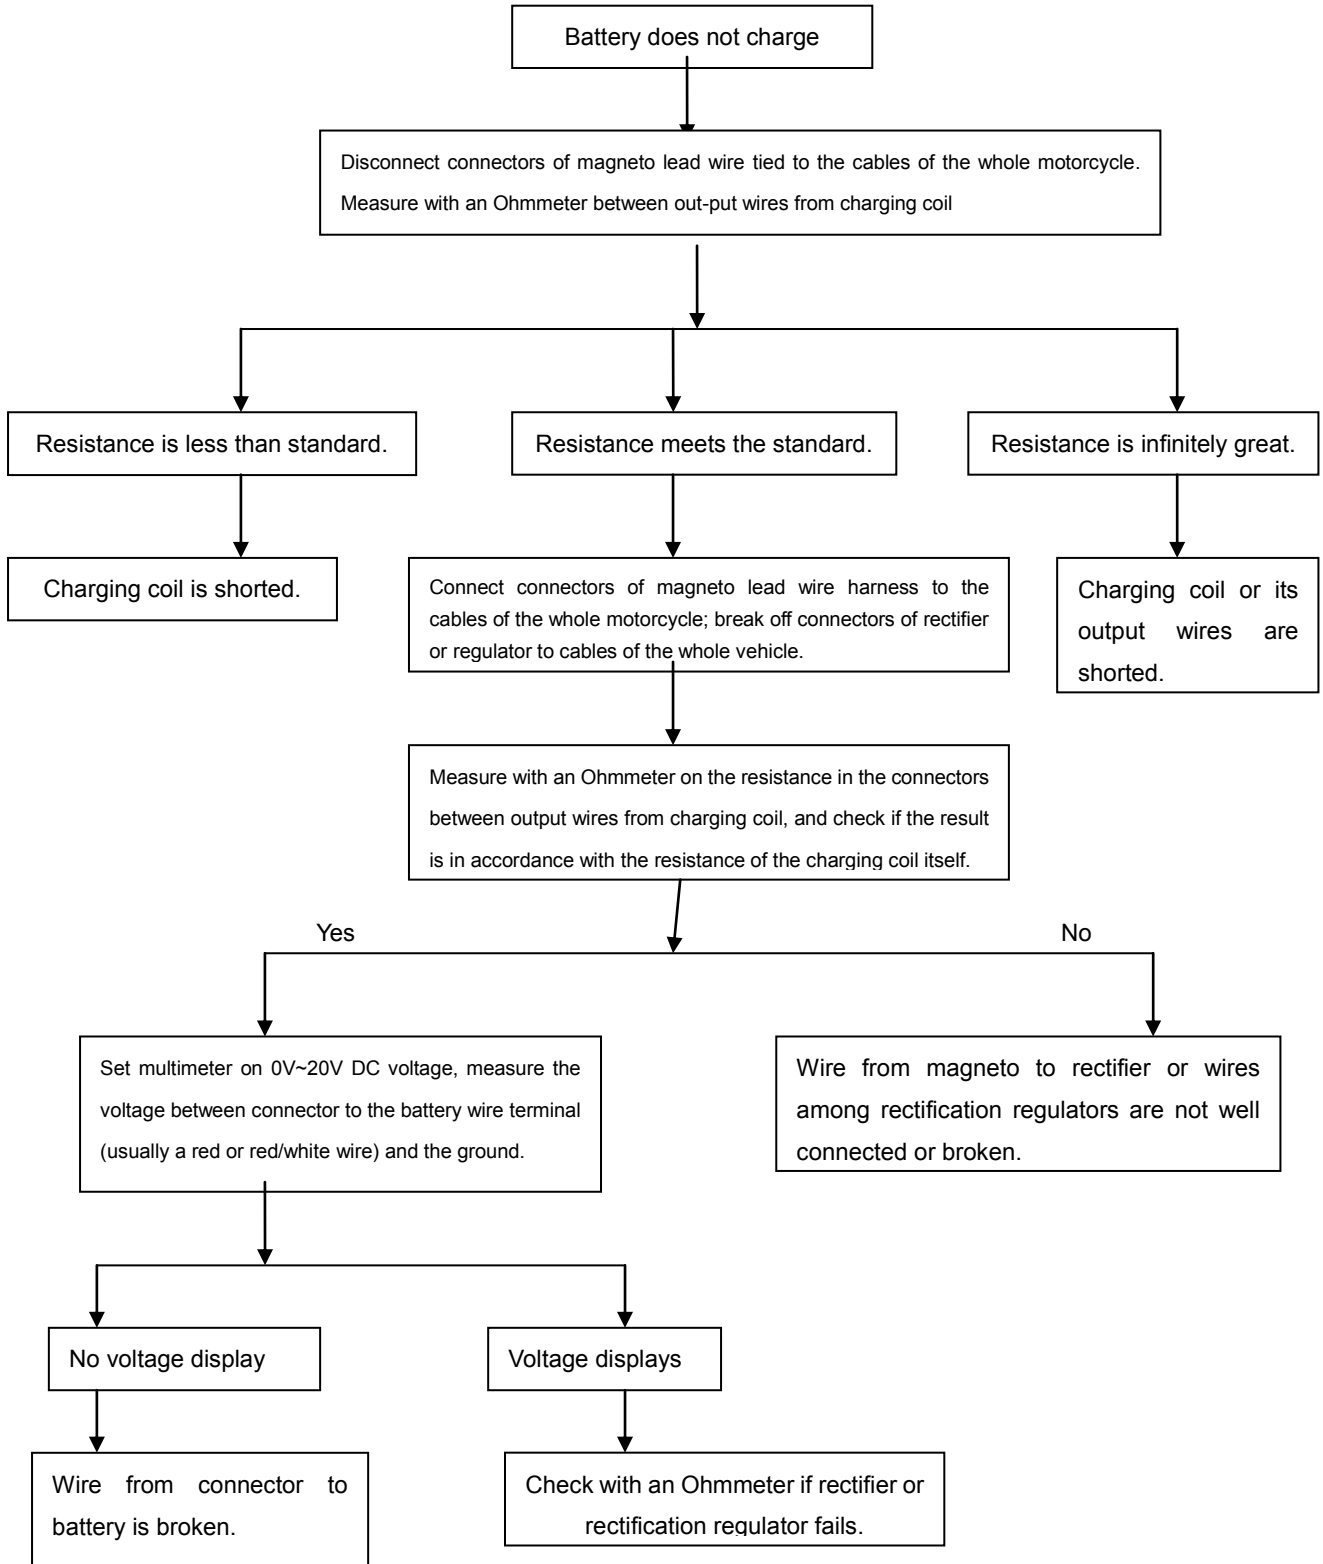 Battery does not charge
Disconnect connectors of magneto lead wire tied to the cables of the whole motorcycle.
Measure with an Ohmmeter between out-put wires from charging coil
Resistance is less than standard.
Resistance meets the standard.
Resistance is infinitely great.
Charging coil is shorted.
Connect connectors of magneto lead wire harness to the
cables of the whole motorcycle; break off connectors of rectifier
or regulator to cables of the whole vehicle.
Charging coil or its
output wires are
shorted.
Measure with an Ohmmeter on the resistance in the connectors
between output wires from charging coil, and check if the result
is in accordance with the resistance of the charging coil itself.
Yes
No
Set multimeter on 0V~20V DC voltage, measure the
voltage between connector to the battery wire terminal
(usually a red or red/white wire) and the ground.
Wire from magneto to rectifier or wires
among rectification regulators are not well
connected or broken.
No voltage display
Voltage displays
Wire from connector to
battery is broken.
Check with an Ohmmeter if rectifier or
rectification regulator fails.